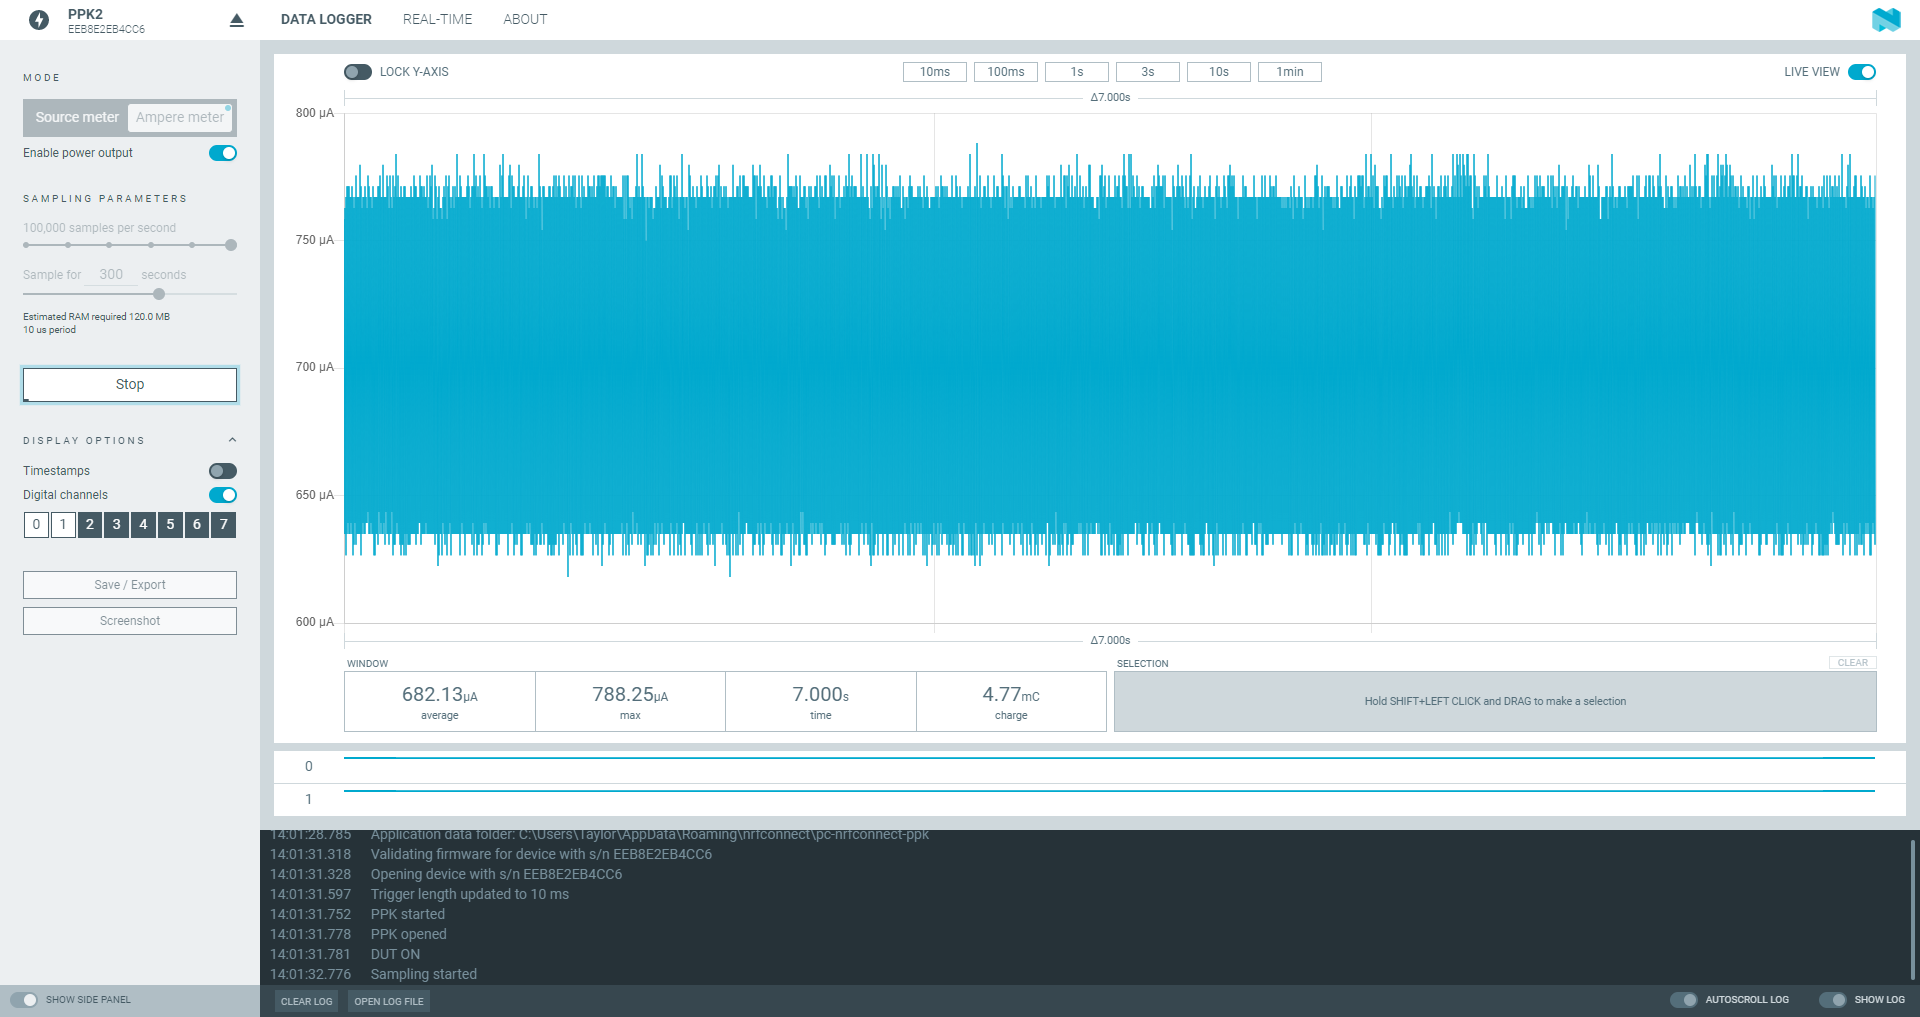 PPK2
EEB8E2EB4CC6
DATA LOGGER
REAL-TIME
ABOUT
MODE
Source meter
Ampere meter
Enable power output
SAMPLING PARAMETERS
100,000 samples per second
Sample for 300 seconds
Estimated RAM required 120.0 MB
10 us period
Stop
DISPLAY OPTIONS
Timestamps
Digital channels
0 1 2 3 4 5 6 7
Save / Export
Screenshot
SHOW SIDE PANEL
LOCK Y-AXIS
10ms
100ms
1s
3s
10s
1min
LIVE VIEW
Δ7.000s
800 µA
750 µA
700 µA
650 µA
600 µA
Δ7.000s
WINDOW
682.13µA
average
788.25µA
max
7.000s
time
4.77mC
charge
SELECTION
CLEAR
Hold SHIFT+LEFT CLICK and DRAG to make a selection
0
1
14:01:28.785 Application data folder: C:\Users\Taylor\AppData\Roaming\nrfconnect\pc-nrfconnect-ppk
14:01:31.318 Validating firmware for device with s/n EEB8E2EB4CC6
14:01:31.328 Opening device with s/n EEB8E2EB4CC6
14:01:31.597 Trigger length updated to 10 ms
14:01:31.752 PPK started
14:01:31.778 PPK opened
14:01:31.781 DUT ON
14:01:32.776 Sampling started
CLEAR LOG
OPEN LOG FILE
AUTOSCROLL LOG
SHOW LOG